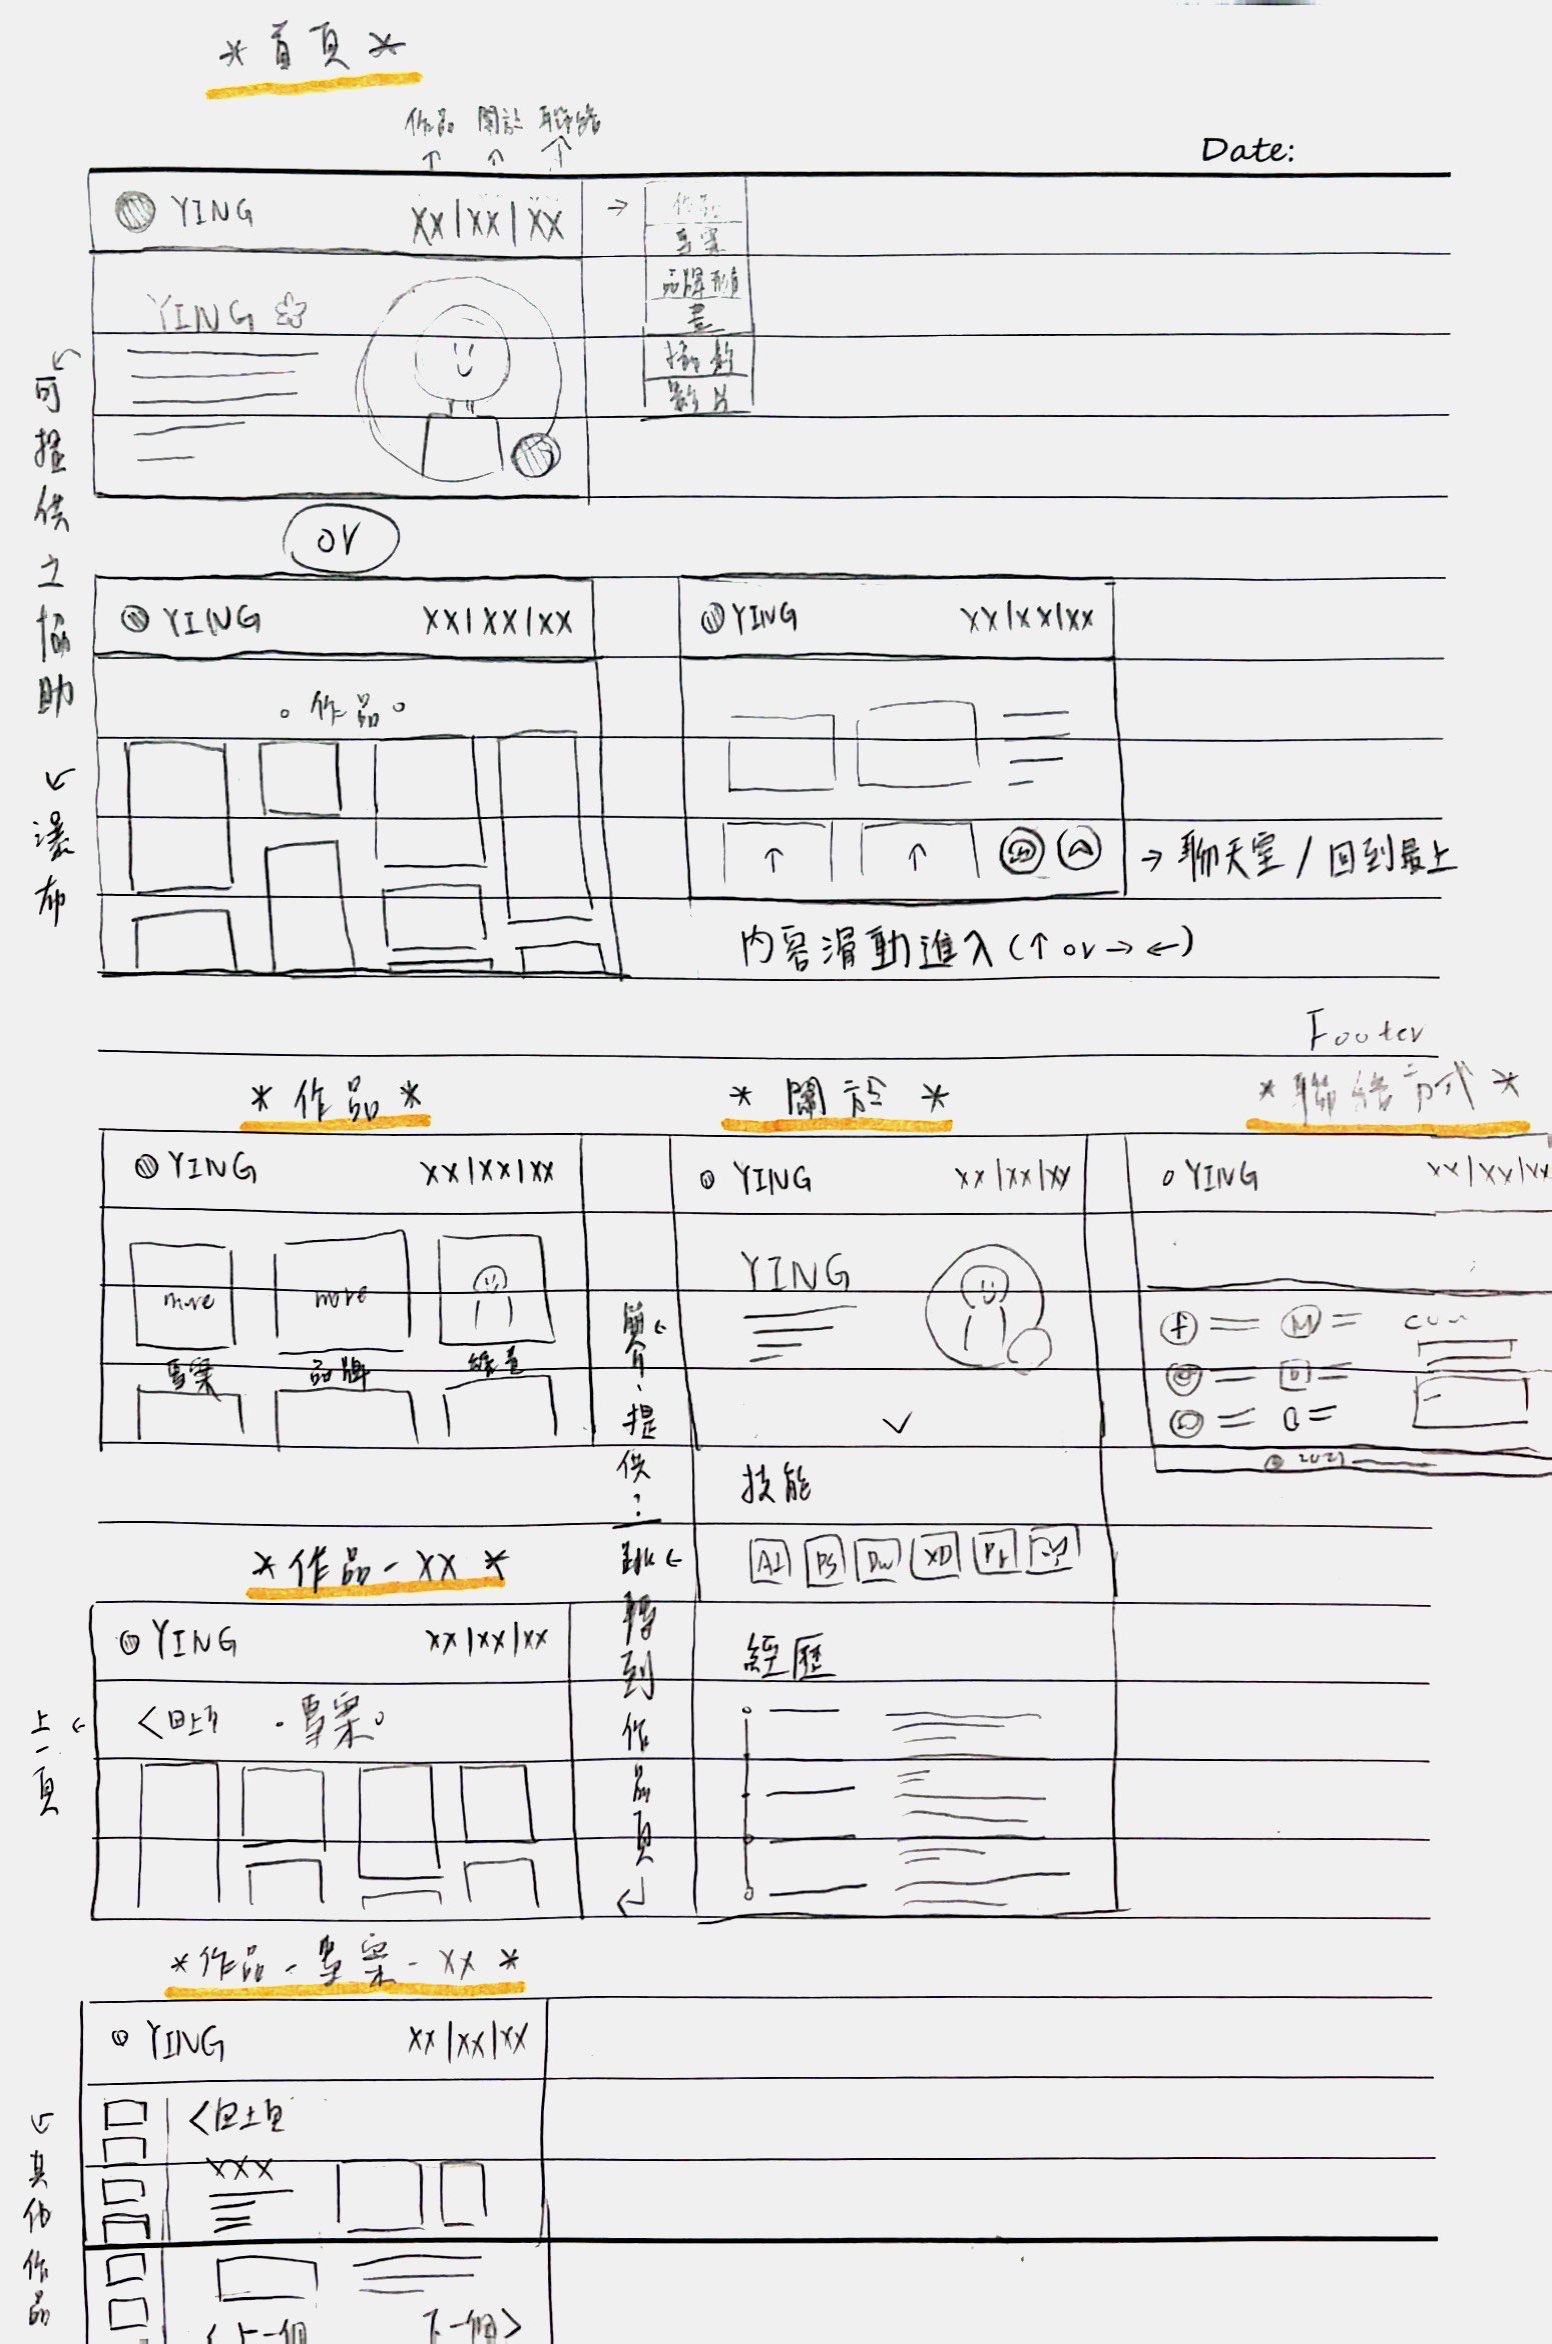 *首頁*
作品 關於 聯絡
Date:
YING
XX|XX|XX
作品
專案
品牌形象
影片
YING
可提供之協助
or
YING
XX|XX|XX
。作品。
瀑布
YING
XX|XX|XX
聊天室/回到最上
內容滑動進入(↑or→←)
Footer
*作品*
*關於*
*聯絡方式*
YING
XX|XX|XX
more
more
專案
品牌
YING
XX|XX|XX
YING
簡介、提供:
跳轉到作品頁
技能
AI
PS
DW
XD
Pr
經歷
YING
XX|XX|XX
f
M
© 2021
*作品-XX*
YING
XX|XX|XX
<回上頁
。專案。
上一頁
*作品-專案-XX*
YING
XX|XX|XX
<回上頁
XXX
其他作品
<上一個
下一個>